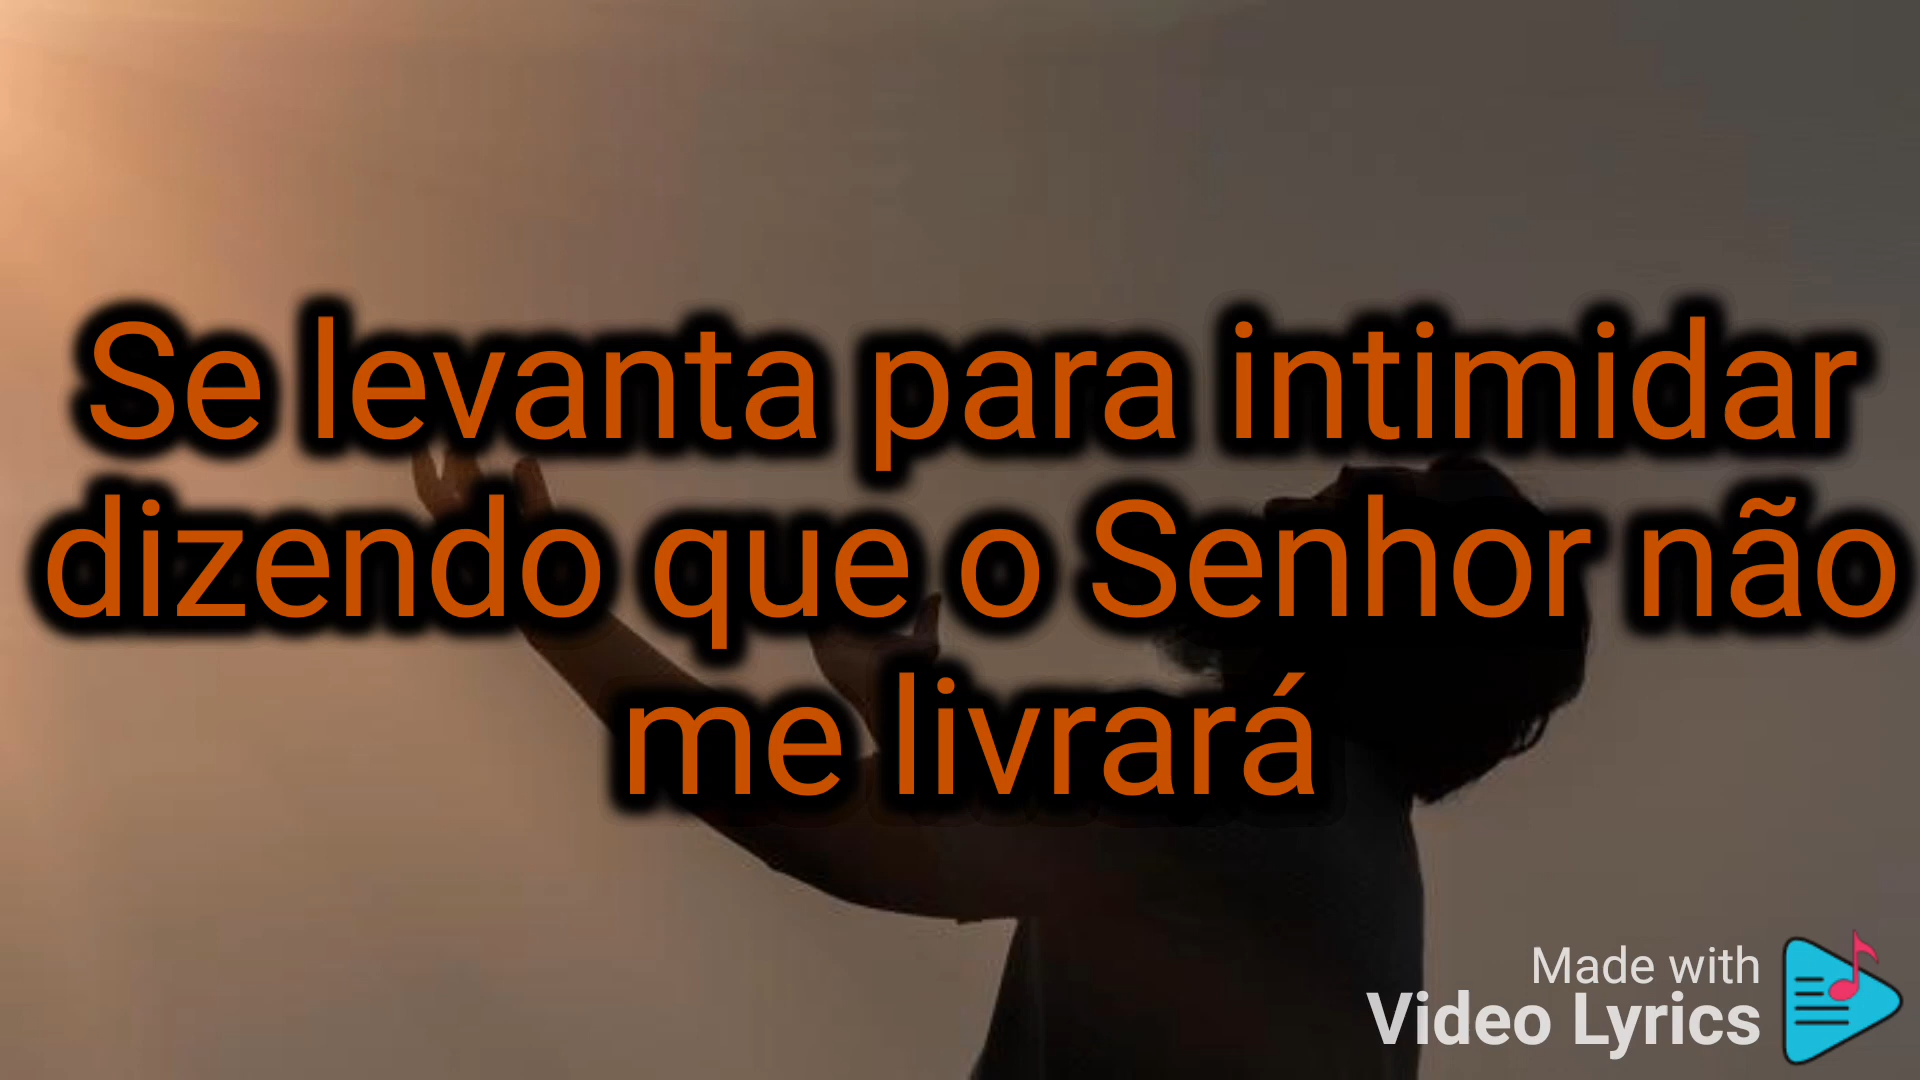 Se levanta para intimidar
dizendo que o Senhor não
me livrará
Made with
Video Lyrics